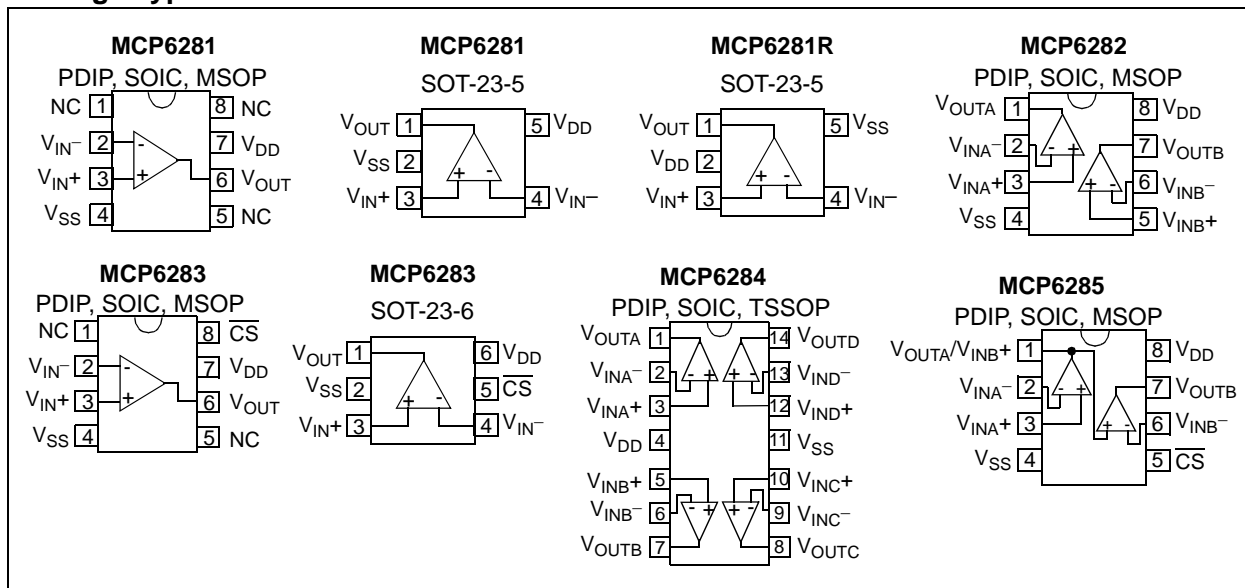 MCP6281
PDIP, SOIC, MSOP
NC 1
8 NC
VIN– 2
7 VDD
VIN+ 3
6 VOUT
VSS 4
5 NC
-
+
MCP6281
SOT-23-5
VOUT 1
5 VDD
VSS 2
VIN+ 3
4 VIN–
+ -
MCP6281R
SOT-23-5
VOUT 1
5 VSS
VDD 2
VIN+ 3
4 VIN–
+ -
MCP6282
PDIP, SOIC, MSOP
VOUTA 1
8 VDD
VINA– 2
7 VOUTB
VINA+ 3
6 VINB–
VSS 4
5 VINB+
- +
+ -
MCP6283
PDIP, SOIC, MSOP
NC 1
8 CS
VIN– 2
7 VDD
VIN+ 3
6 VOUT
VSS 4
5 NC
-
+
MCP6283
SOT-23-6
VOUT 1
6 VDD
VSS 2
5 CS
VIN+ 3
4 VIN–
+ -
MCP6284
PDIP, SOIC, TSSOP
VOUTA 1
14 VOUTD
VINA– 2
13 VIND–
VINA+ 3
12 VIND+
VDD 4
11 VSS
VINB+ 5
10 VINC+
VINB– 6
9 VINC–
VOUTB 7
8 VOUTC
- +
+ -
- +
+ -
MCP6285
PDIP, SOIC, MSOP
VOUTA/VINB+ 1
8 VDD
VINA– 2
7 VOUTB
VINA+ 3
6 VINB–
VSS 4
5 CS
- +
+ -